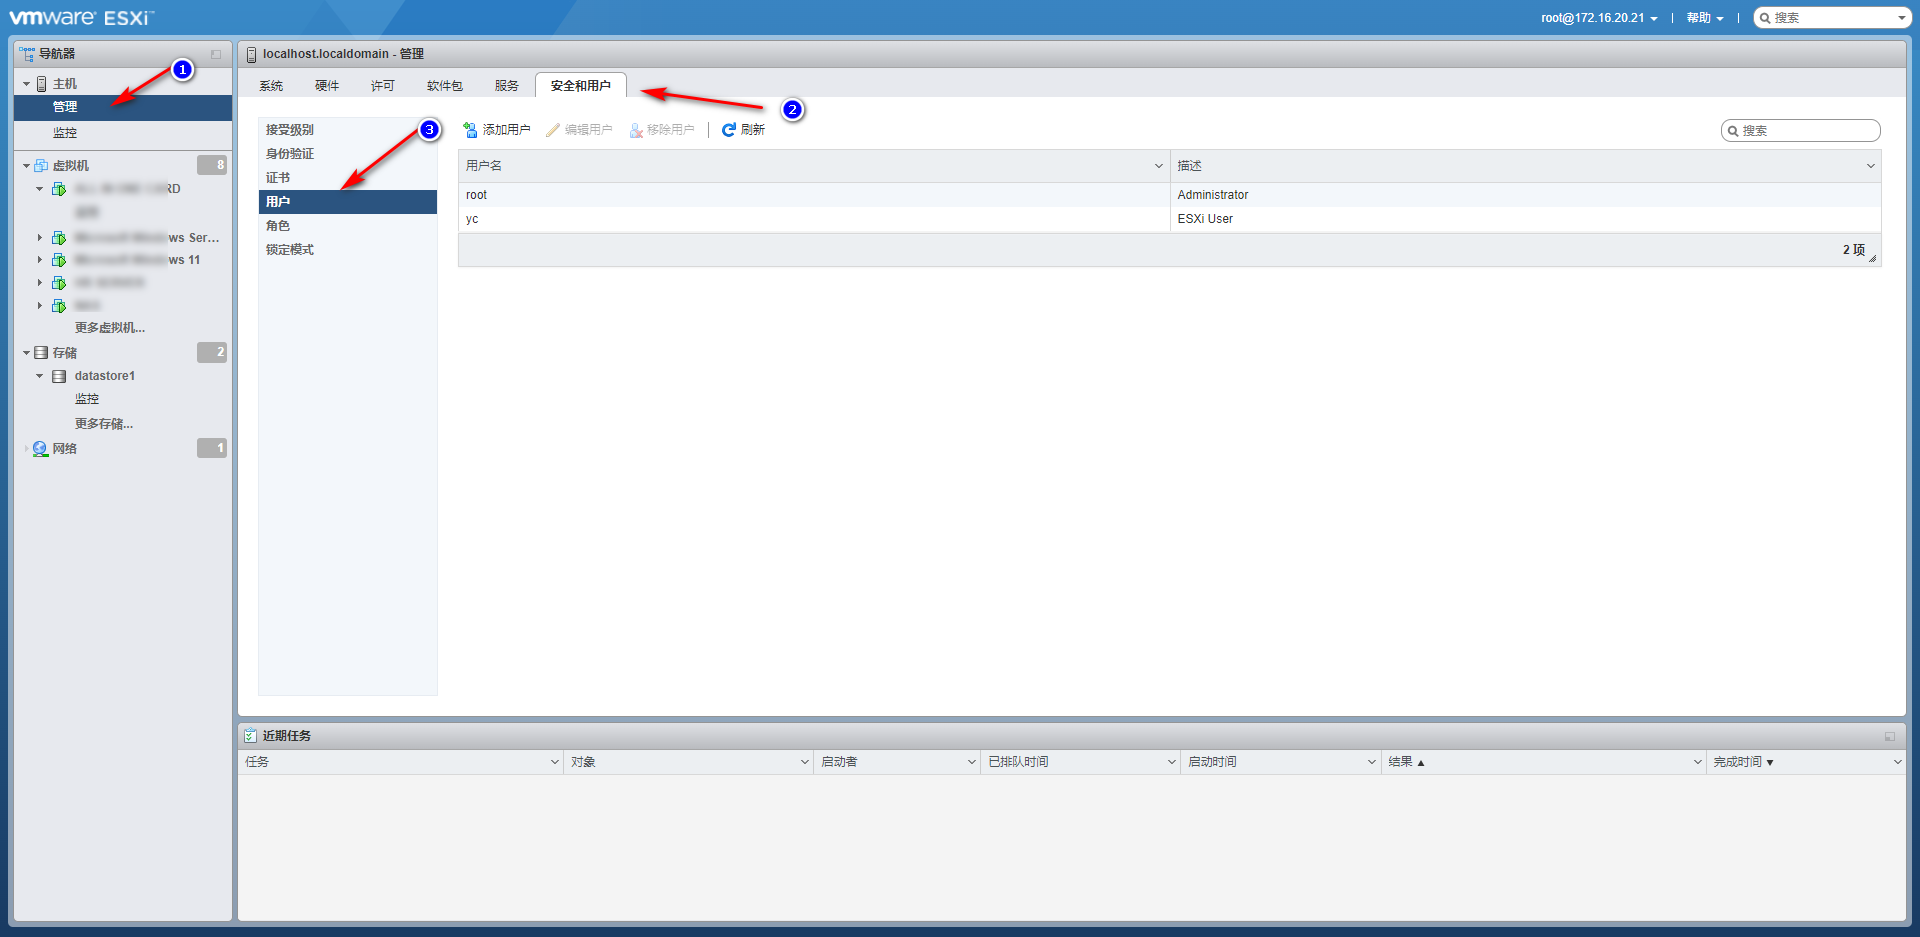 vmware ESXi
root@172.16.20.21 | 帮助 | 搜索
导航器
主机
管理
监控
虚拟机 8
RD
ws Ser...
ws 11
更多虚拟机...
存储 2
datastore1
监控
更多存储...
网络 1
1
localhost.localdomain - 管理
系统 硬件 许可 软件包 服务 安全和用户
2
接受级别
身份验证
证书
用户
角色
锁定模式
3
添加用户 编辑用户 移除用户 | 刷新 搜索
用户名 描述
root Administrator
yc ESXi User
2 项
近期任务
任务 对象 启动者 已排队时间 启动时间 结果 ▲ 完成时间 ▼